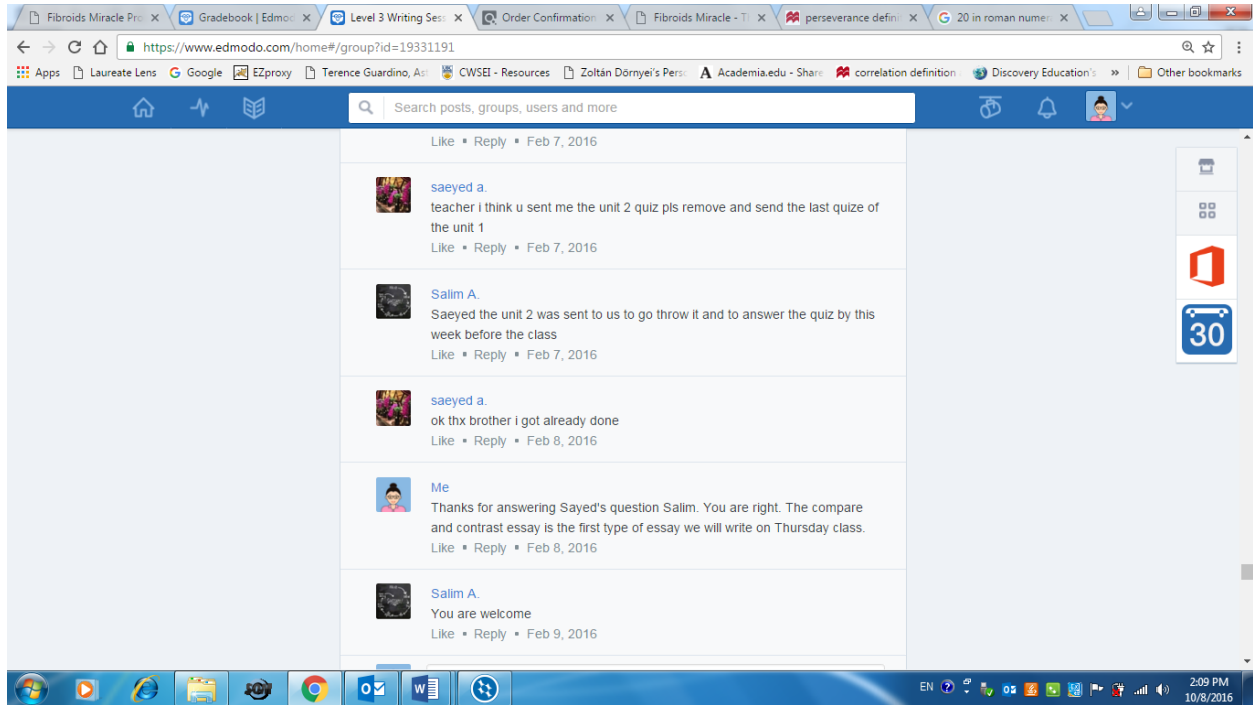 Fibroids Miracle Pro
Gradebook | Edmod
Level 3 Writing Sess
Order Confirmation
Fibroids Miracle - Th
perseverance defini
20 in roman numer
https://www.edmodo.com/home#/group?id=19331191
Apps
Laureate Lens
Google
EZproxy
Terence Guardino, As
CWSEI - Resources
Zoltán Dörnyei's Pers
Academia.edu - Share
correlation definition
Discovery Education's
»
Other bookmarks
Search posts, groups, users and more
Like ▪ Reply ▪ Feb 7, 2016
saeyed a.
teacher i think u sent me the unit 2 quiz pls remove and send the last quize of
the unit 1
Like ▪ Reply ▪ Feb 7, 2016
Salim A.
Saeyed the unit 2 was sent to us to go throw it and to answer the quiz by this
week before the class
Like ▪ Reply ▪ Feb 7, 2016
saeyed a.
ok thx brother i got already done
Like ▪ Reply ▪ Feb 8, 2016
Me
Thanks for answering Sayed's question Salim. You are right. The compare
and contrast essay is the first type of essay we will write on Thursday class.
Like ▪ Reply ▪ Feb 8, 2016
Salim A.
You are welcome
Like ▪ Reply ▪ Feb 9, 2016
30
EN
2:09 PM
10/8/2016